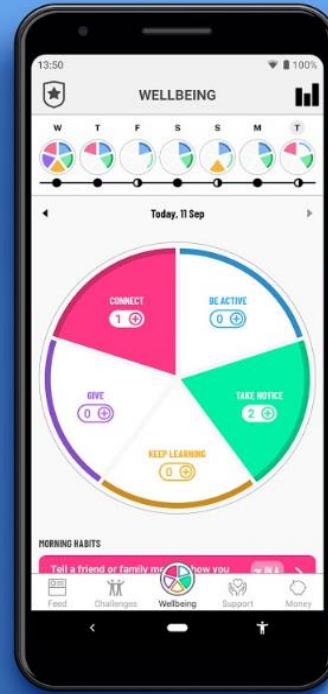 13:50 100%
WELLBEING
W T F S S M T
Today, 11 Sep
CONNECT
1
BE ACTIVE
0
GIVE
0
TAKE NOTICE
2
KEEP LEARNING
0
MORNING HABITS
Tell a friend or family how you
Feed Challenges Wellbeing Support Money